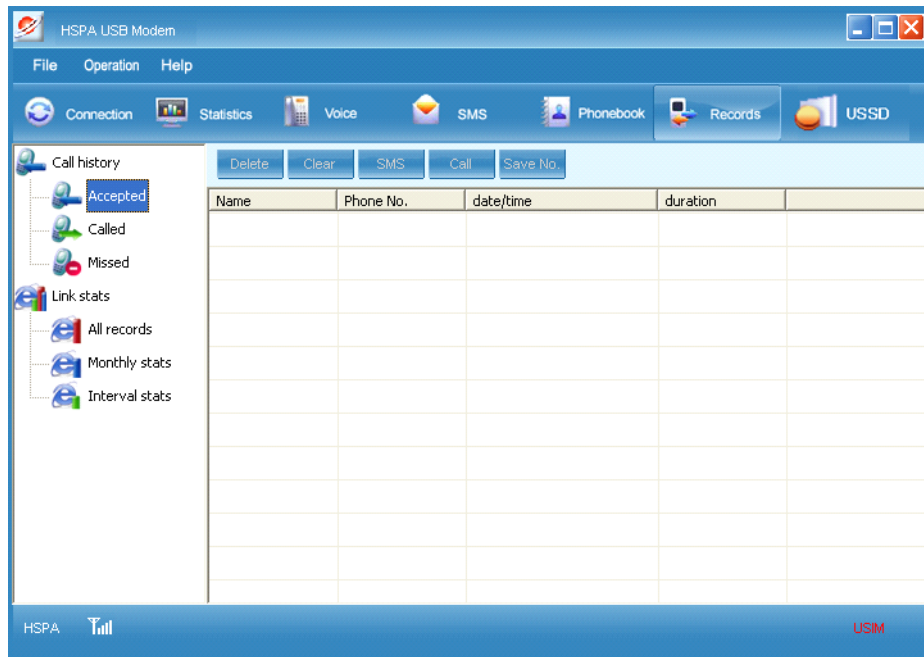 HSPA USB Modem
File Operation Help
Connection Statistics Voice SMS Phonebook Records USSD
Call history
Accepted
Called
Missed
Link stats
All records
Monthly stats
Interval stats
Delete Clear SMS Call Save No.
Name Phone No. date/time duration
HSPA USIM